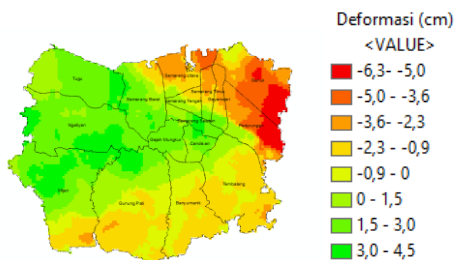 Deformasi (cm)
<VALUE>
-6,3- -5,0
-5,0 - -3,6
-3,6- -2,3
-2,3 - -0,9
-0,9 - 0
0 - 1,5
1,5 - 3,0
3,0 - 4,5
Tugu
Semarang Utara
Genuk
Semarang Barat
Semarang Timur
Semarang Tengah
Gayamsari
Ngaliyan
Semarang Selatan
Pedurungan
Gajah Mungkur
Candisari
Mijen
Tembalang
Gunung Pati
Banyumanik